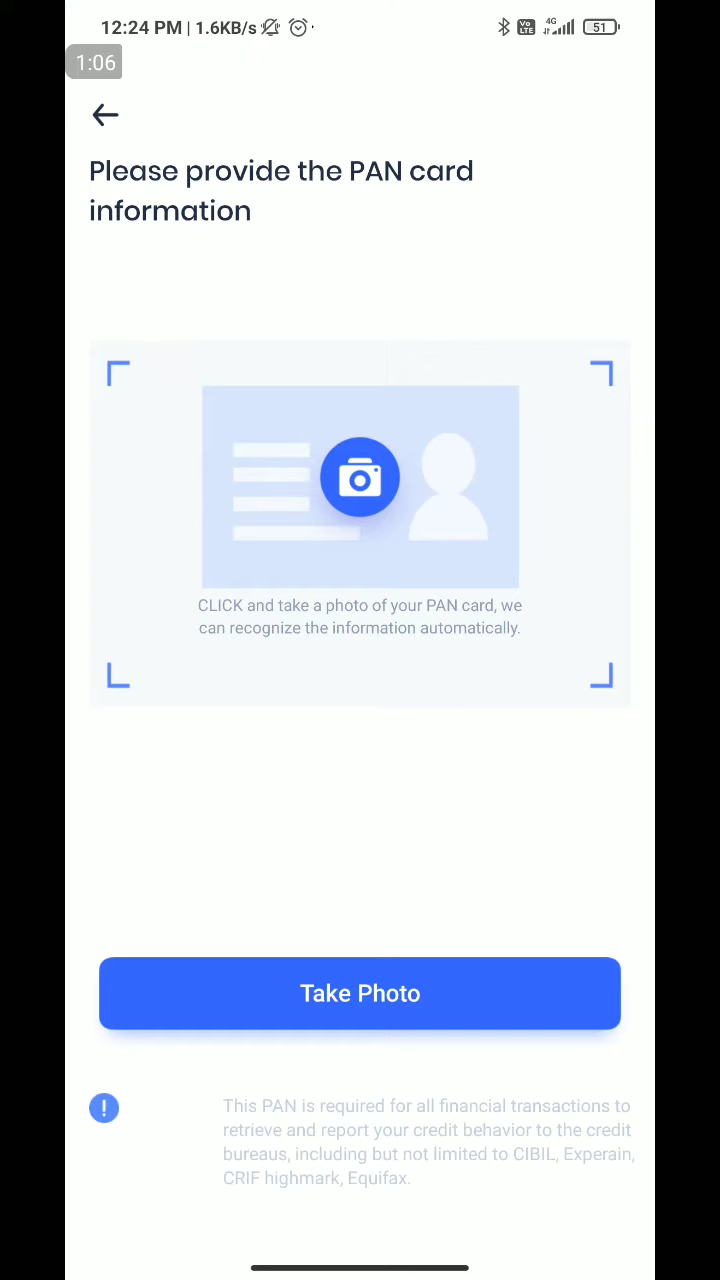 12:24 PM | 1.6KB/s
Vo LTE 4G 51
1:06
Please provide the PAN card
information
CLICK and take a photo of your PAN card, we
can recognize the information automatically.
Take Photo
This PAN is required for all financial transactions to
retrieve and report your credit behavior to the credit
bureaus, including but not limited to CIBIL, Experain,
CRIF highmark, Equifax.